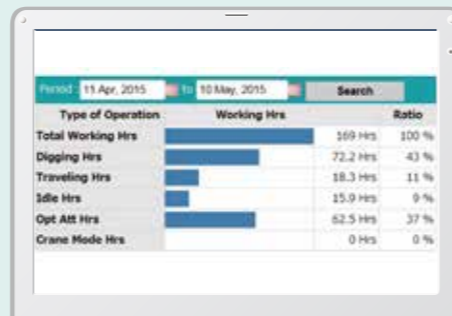 Period : 11 Apr, 2015 to 10 May, 2015 Search
Type of Operation Working Hrs Ratio
Total Working Hrs 169 Hrs 100 %
Digging Hrs 72.2 Hrs 43 %
Traveling Hrs 18.3 Hrs 11 %
Idle Hrs 15.9 Hrs 9 %
Opt Att Hrs 62.5 Hrs 37 %
Crane Mode Hrs 0 Hrs 0 %